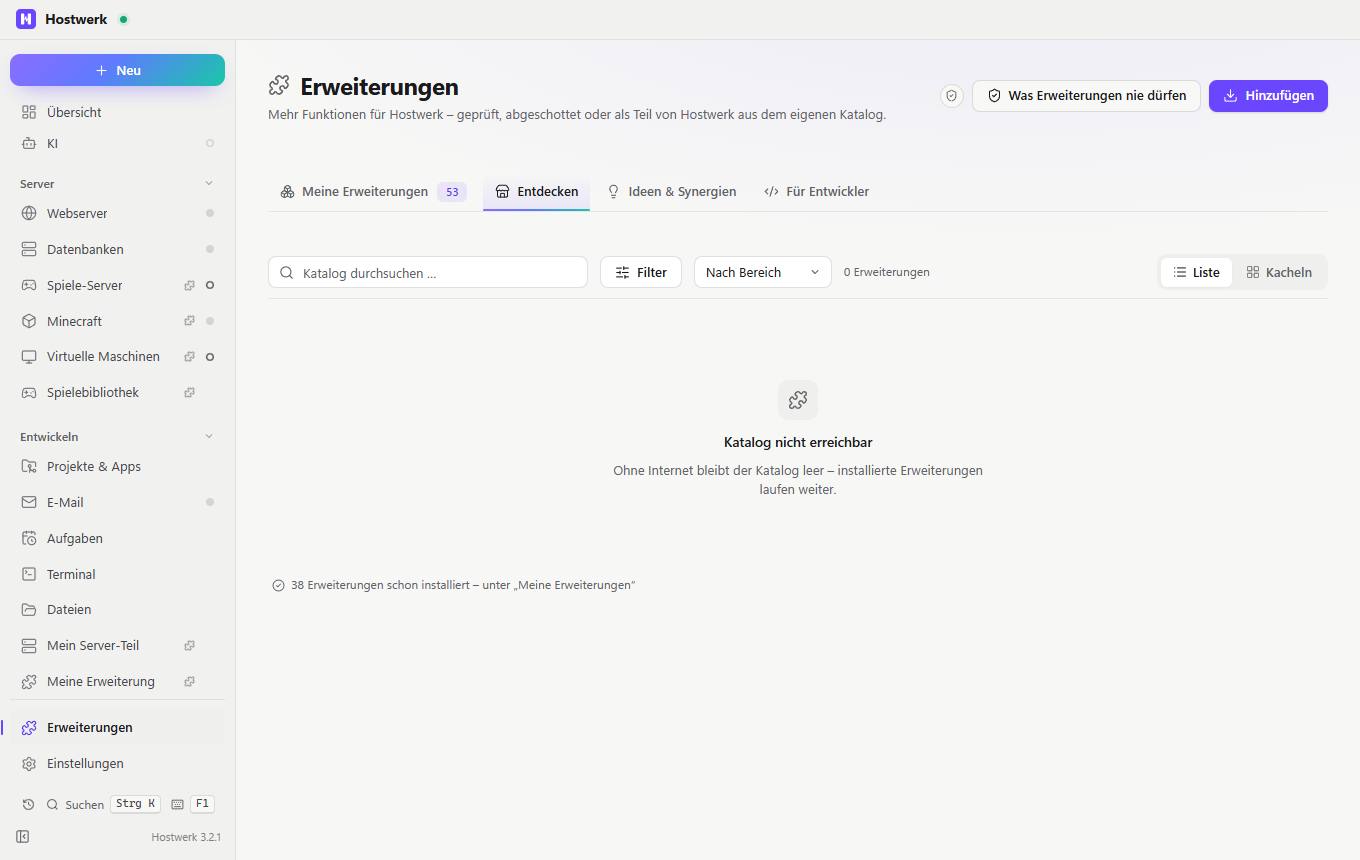 Hostwerk
Neu
Übersicht
KI
Server
Webserver
Datenbanken
Spiele-Server
Minecraft
Virtuelle Maschinen
Spielebibliothek
Entwickeln
Projekte & Apps
E-Mail
Aufgaben
Terminal
Dateien
Mein Server-Teil
Meine Erweiterung
Erweiterungen
Einstellungen
Suchen Strg K F1
Hostwerk 3.2.1
Erweiterungen
Mehr Funktionen für Hostwerk – geprüft, abgeschottet oder als Teil von Hostwerk aus dem eigenen Katalog.
Was Erweiterungen nie dürfen Hinzufügen
Meine Erweiterungen 53 Entdecken Ideen & Synergien Für Entwickler
Katalog durchsuchen ... Filter Nach Bereich 0 Erweiterungen Liste Kacheln
Katalog nicht erreichbar
Ohne Internet bleibt der Katalog leer – installierte Erweiterungen
laufen weiter.
38 Erweiterungen schon installiert – unter „Meine Erweiterungen“